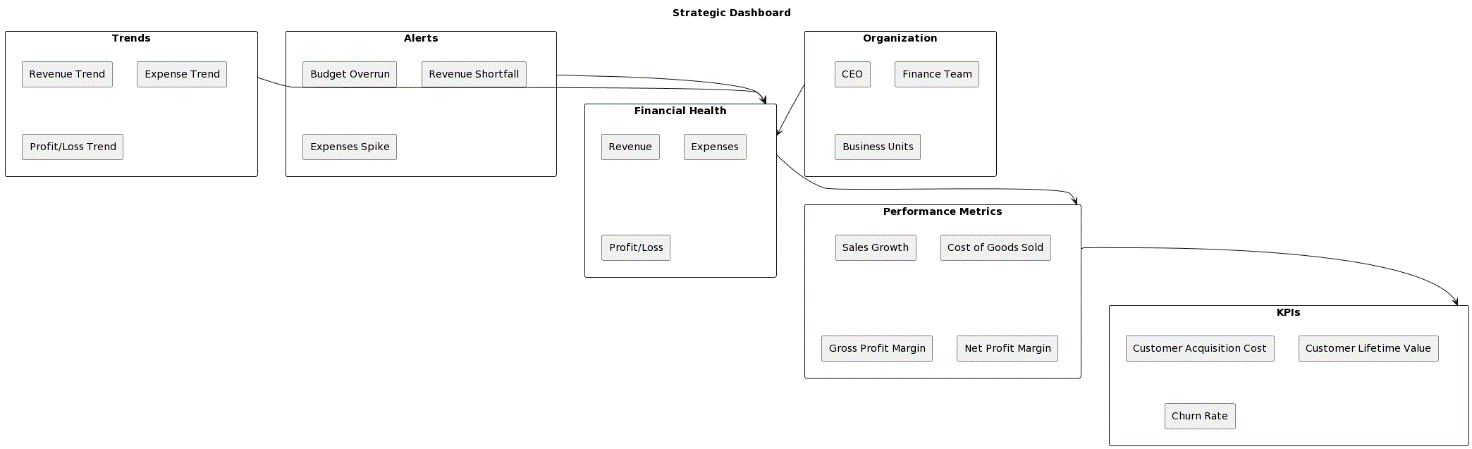 Strategic Dashboard
Trends
Revenue Trend
Expense Trend
Profit/Loss Trend
Alerts
Budget Overrun
Revenue Shortfall
Expenses Spike
Organization
CEO
Finance Team
Business Units
Financial Health
Revenue
Expenses
Profit/Loss
Performance Metrics
Sales Growth
Cost of Goods Sold
Gross Profit Margin
Net Profit Margin
KPIs
Customer Acquisition Cost
Customer Lifetime Value
Churn Rate